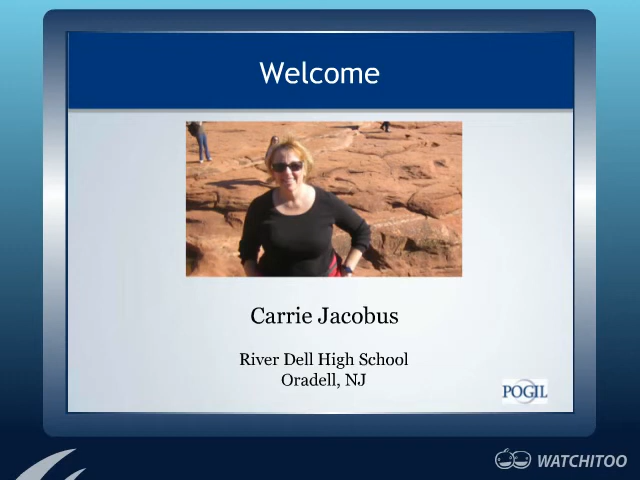 Welcome
Carrie Jacobus
River Dell High School
Oradell, NJ
POGIL
WATCHITOO